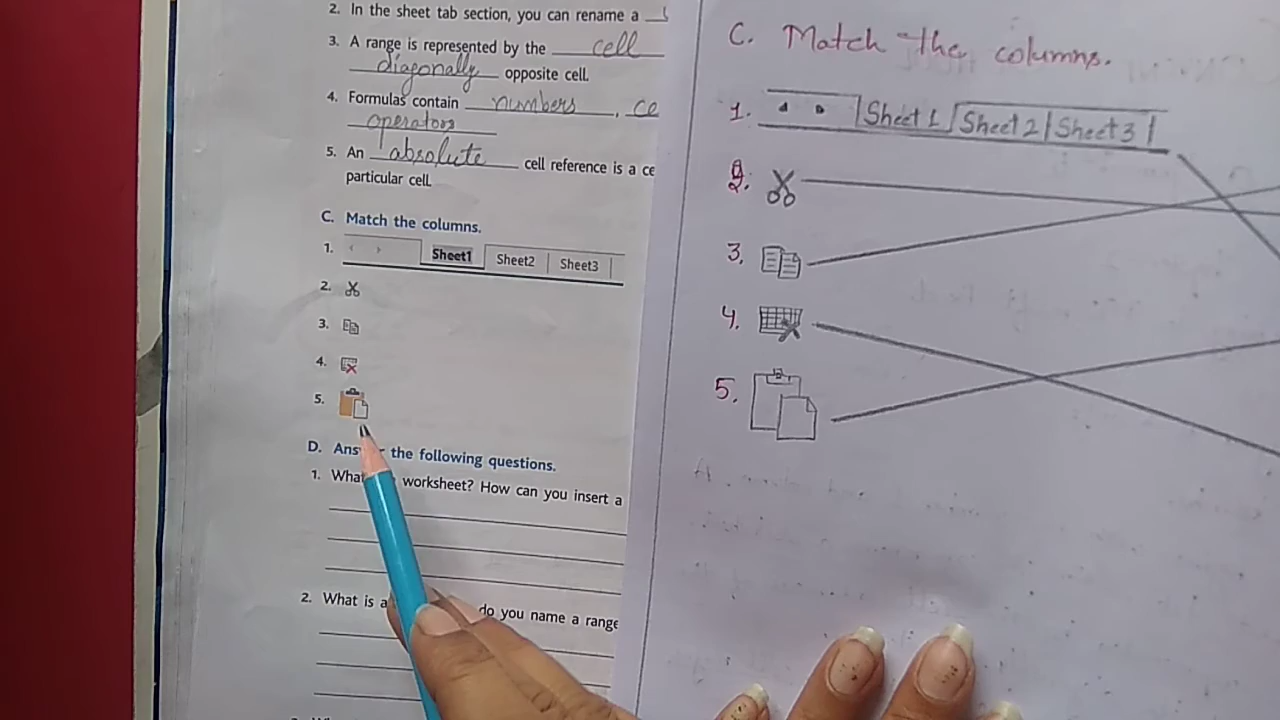 2. In the sheet tab section, you can rename a
3. A range is represented by the cell
diagonally opposite cell.
4. Formulas contain numbers, ce
operators
5. An absolute cell reference is a ce
particular cell.
C. Match the columns.
1. Sheet1 Sheet2 Sheet3
2.
3.
4.
5.
D. the following questions.
1. worksheet? How can you insert a
2. What is a do you name a range
C. Match the columns.
1. Sheet 1 Sheet 2 Sheet 3
2.
3.
4.
5.